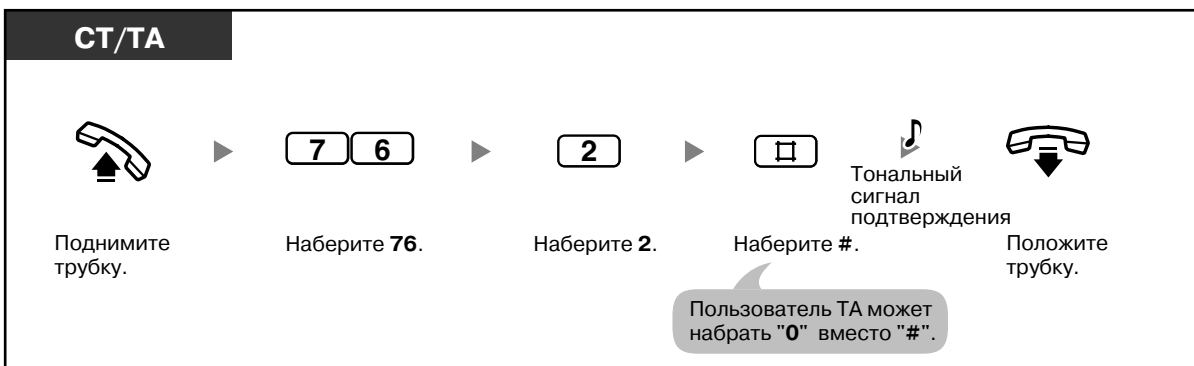 СТ/ТА
7 6
2
#
Тональный
сигнал
подтверждения
Поднимите
трубку.
Наберите 76.
Наберите 2.
Наберите #.
Положите
трубку.
Пользователь ТА может
набрать "0" вместо "#".